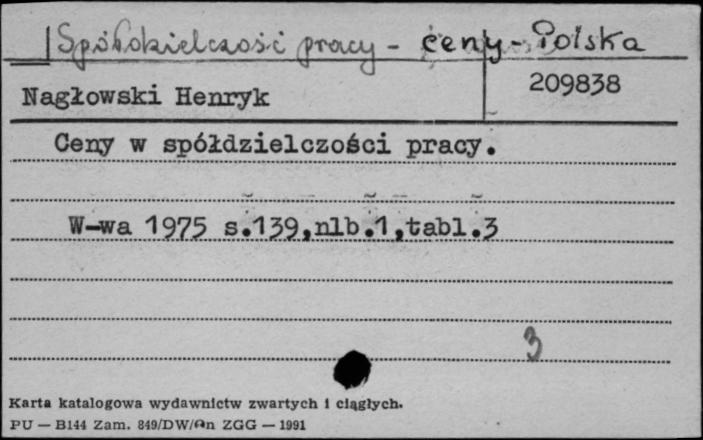 Spółdzielczość pracy - ceny - Polska
Nagłowski Henryk
209838
Ceny w spółdzielczości pracy.
W-wa 1975 s.139,nlb.1,tabl.3
3
Karta katalogowa wydawnictw zwartych i ciągłych.
PU — B144 Zam. 849/DW/On ZGG — 1991